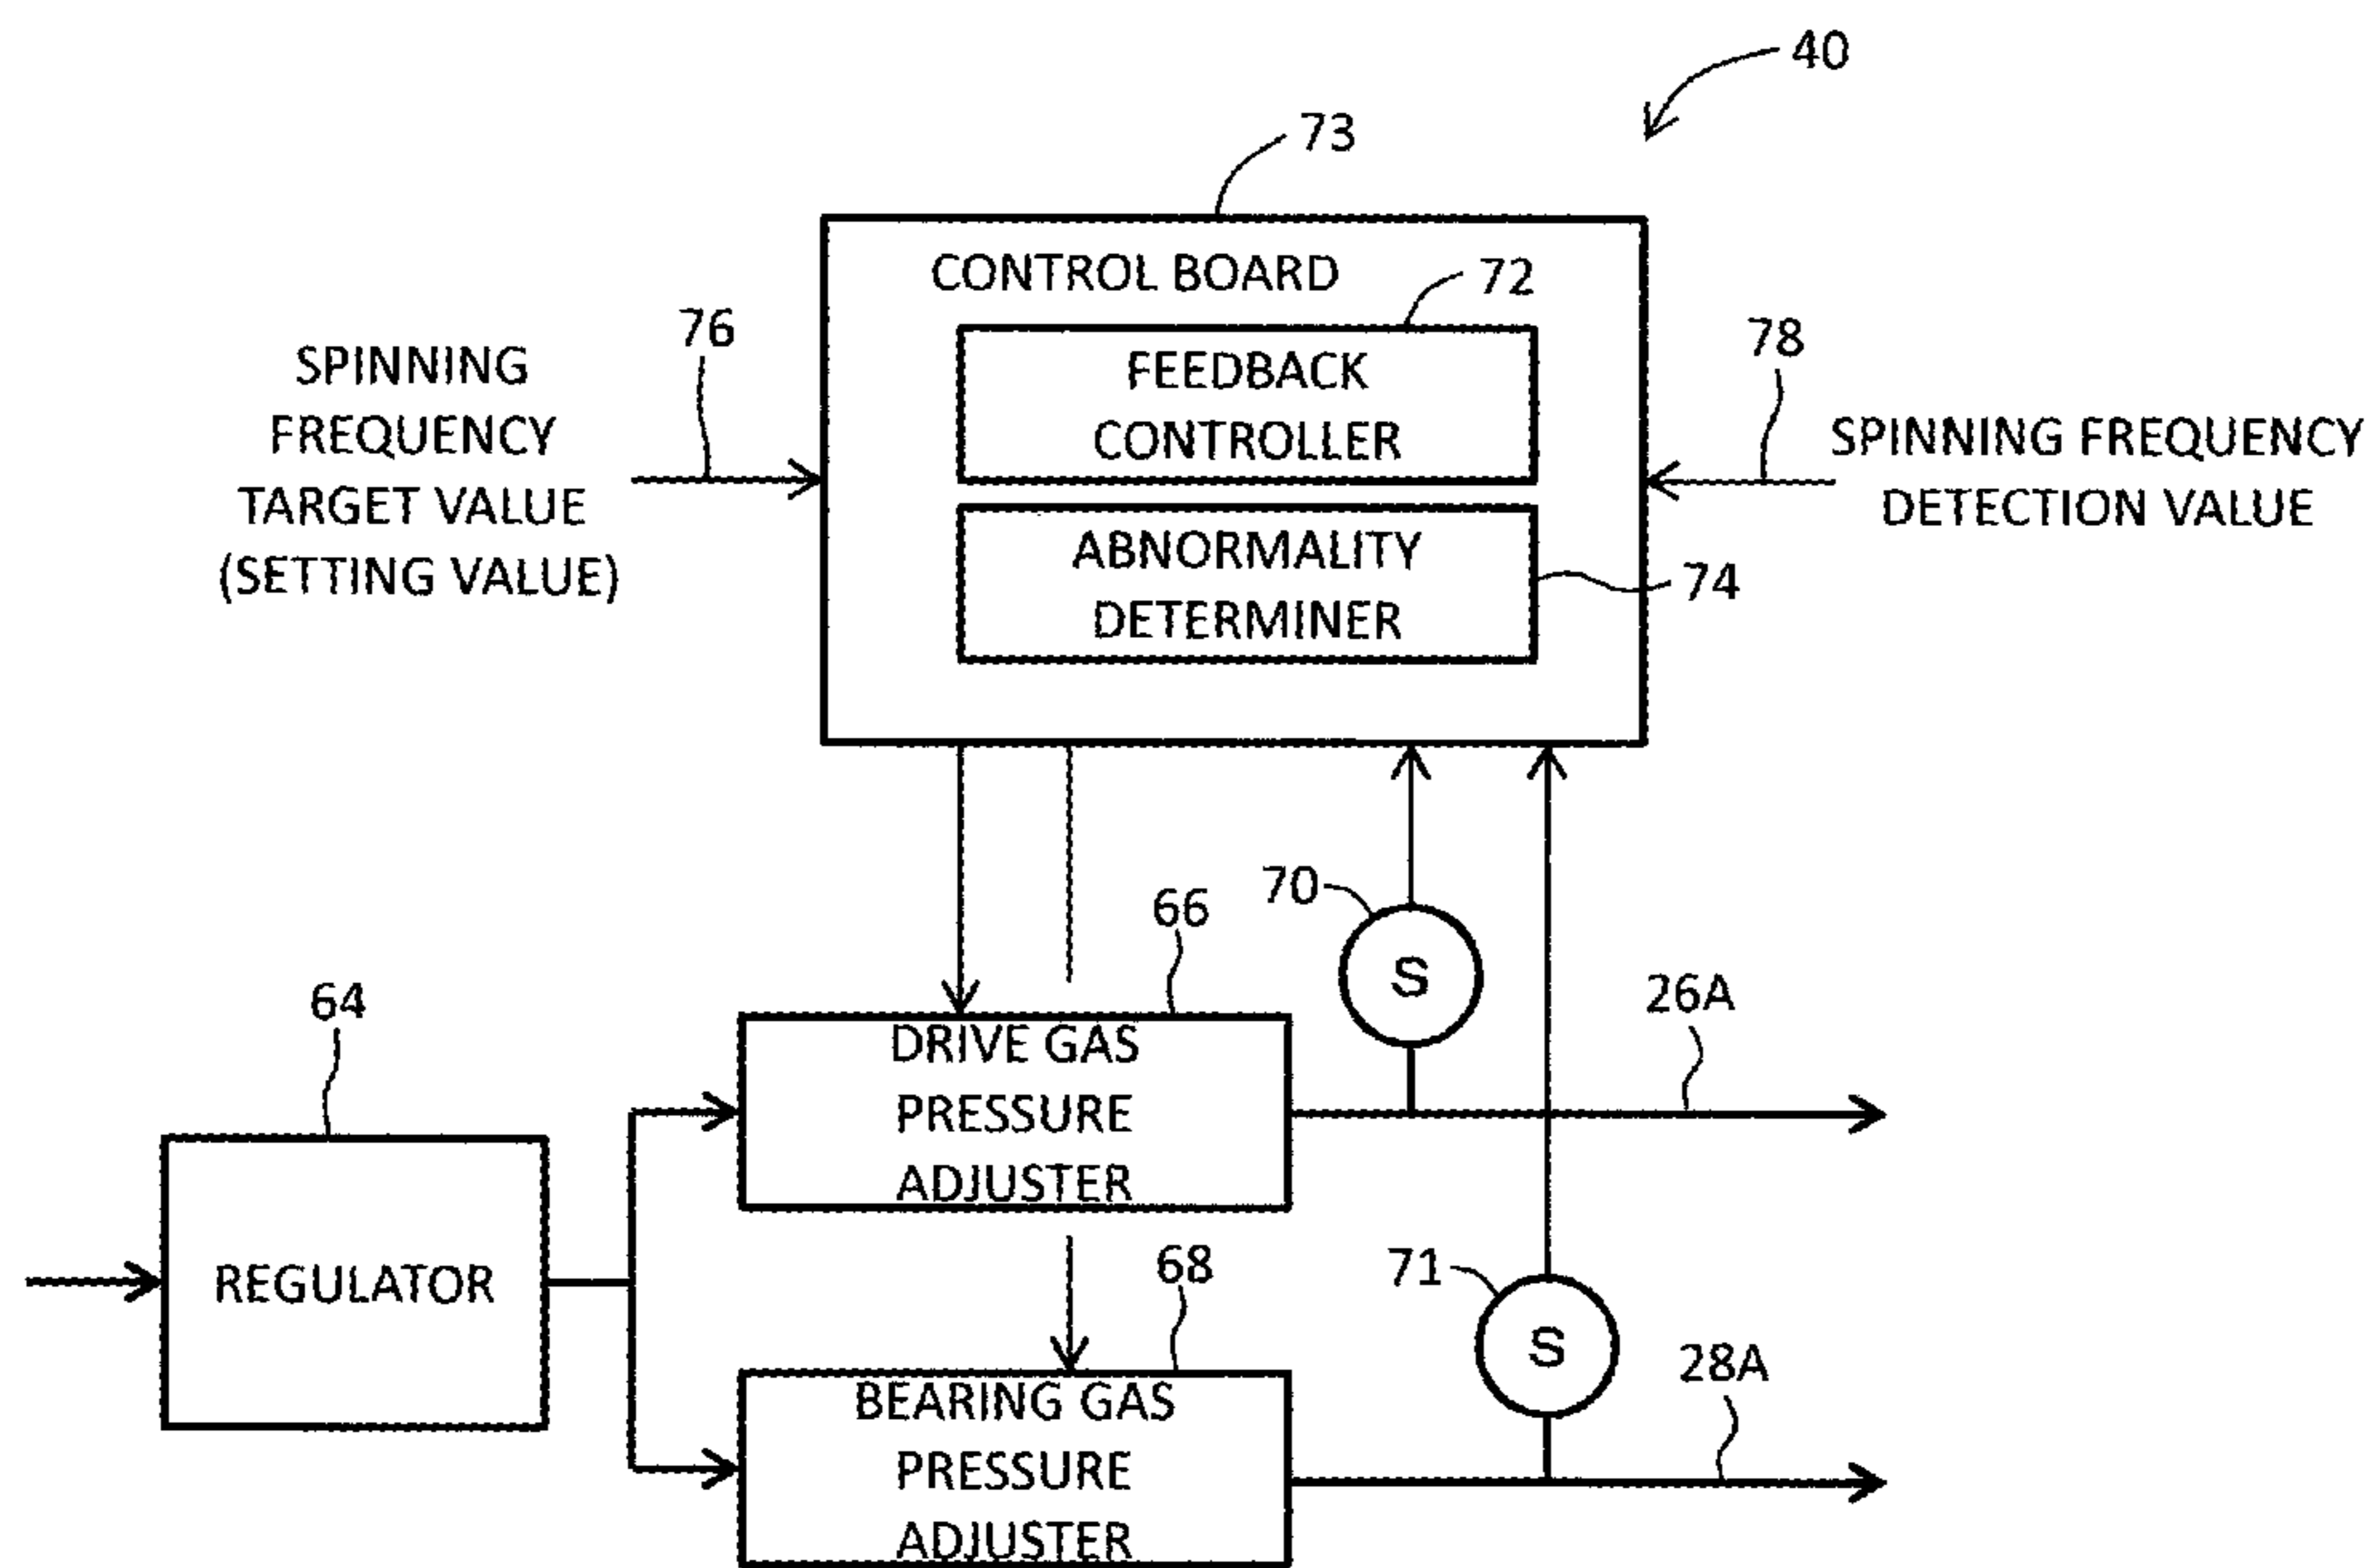 40
73
CONTROL BOARD
72
FEEDBACK
CONTROLLER
76
SPINNING
FREQUENCY
TARGET VALUE
(SETTING VALUE)
78
SPINNING FREQUENCY
DETECTION VALUE
ABNORMALITY
DETERMINER
74
70
S
66
DRIVE GAS
PRESSURE
ADJUSTER
26A
64
REGULATOR
68
BEARING GAS
PRESSURE
ADJUSTER
71
S
28A